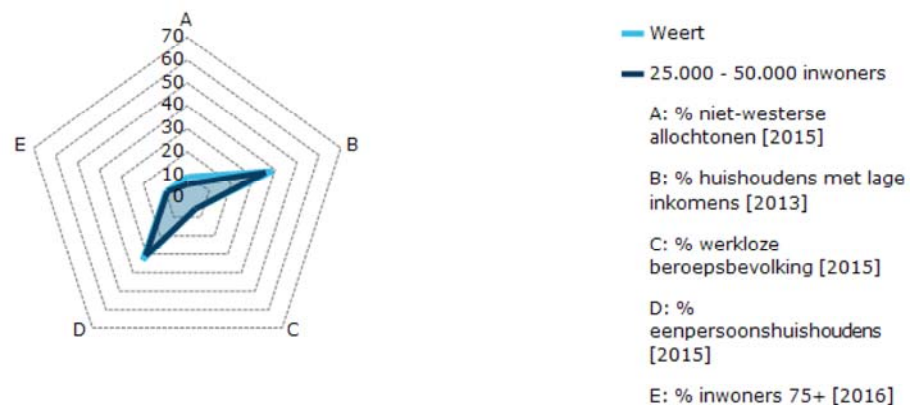 A
70
60
50
40
30
20
10
0
E
B
D
C
Weert
25.000 - 50.000 inwoners
A: % niet-westerse
allochtonen [2015]
B: % huishoudens met lage
inkomens [2013]
C: % werkloze
beroepsbevolking [2015]
D: %
eenpersoonshuishoudens
[2015]
E: % inwoners 75+ [2016]